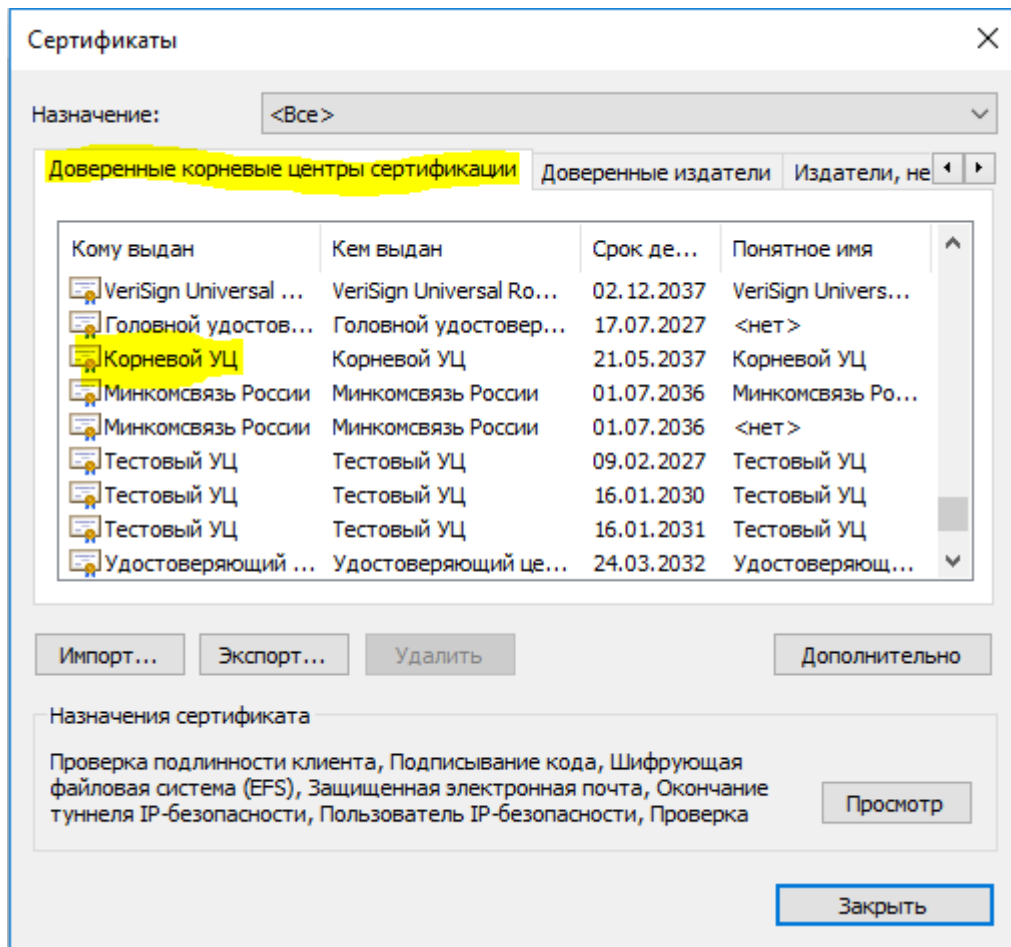 Сертификаты
Назначение: <Все>
Доверенные корневые центры сертификации Доверенные издатели Издатели, не
Кому выдан Кем выдан Срок де... Понятное имя
VeriSign Universal ... VeriSign Universal Ro... 02.12.2037 VeriSign Univers...
Головной удостов... Головной удостовер... 17.07.2027 <нет>
Корневой УЦ Корневой УЦ 21.05.2037 Корневой УЦ
Минкомсвязь России Минкомсвязь России 01.07.2036 Минкомсвязь Ро...
Минкомсвязь России Минкомсвязь России 01.07.2036 <нет>
Тестовый УЦ Тестовый УЦ 09.02.2027 Тестовый УЦ
Тестовый УЦ Тестовый УЦ 16.01.2030 Тестовый УЦ
Тестовый УЦ Тестовый УЦ 16.01.2031 Тестовый УЦ
Удостоверяющий ... Удостоверяющий це... 24.03.2032 Удостоверяющ...
Импорт... Экспорт... Удалить Дополнительно
Назначения сертификата
Проверка подлинности клиента, Подписывание кода, Шифрующая
файловая система (EFS), Защищенная электронная почта, Окончание
туннеля IP-безопасности, Пользователь IP-безопасности, Проверка
Просмотр
Закрыть